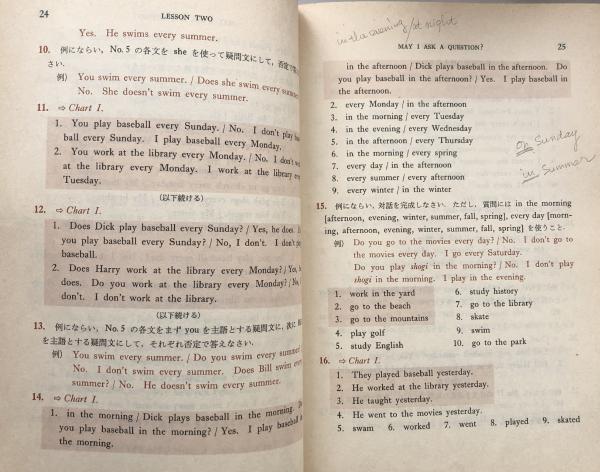 24
LESSON TWO
Yes. He swims every summer.
10. 例にならい, No. 5 の各文を she を使って疑問文にして, 否定で答え
さい.
例) You swim every summer. / Does she swim every summer?
No. She doesn't swim every summer.
11. ⇨ Chart I.
1. You play baseball every Sunday. / No. I don't play
ball every Sunday. I play baseball every Monday.
2. You work at the library every Monday. / No. I don't
at the library every Monday. I work at the library
Tuesday.
(以下続ける)
12. ⇨ Chart I.
1. Does Dick play baseball every Sunday? / Yes, he does.
you play baseball every Sunday? / No, I don't. I don't
baseball.
2. Does Harry work at the library every Monday? / Yes,
does. Do you work at the library every Monday? / No,
don't. I don't work at the library.
(以下続ける)
13. 例にならい, No. 5 の各文をまず you を主語とする疑問文に, 次に
を主語とする疑問文にして, それぞれ否定で答えなさい.
例) You swim every summer. / Do you swim every summer
No. I don't swim every summer. Does Bill swim every
summer? / No. He doesn't swim every summer.
14. ⇨ Chart I.
1. in the morning / Dick plays baseball in the morning.
you play baseball in the morning? / Yes. I play baseball
the morning.
in the evening / at night
MAY I ASK A QUESTION?
25
in the afternoon / Dick plays baseball in the afternoon. Do
you play baseball in the afternoon? / Yes. I play baseball in
the afternoon.
2. every Monday / in the afternoon
3. in the morning / every Tuesday
4. in the evening / every Wednesday
5. in the afternoon / every Thursday
6. in the morning / every spring
7. every day / in the afternoon
8. every summer / every afternoon
9. every winter / in the winter
on Sunday
in Summer
15. 例にならい, 対話を完成しなさい. ただし, 質問には in the morning
[afternoon, evening, winter, summer, fall, spring], every day [morn-
ing, afternoon, evening, winter, summer, fall, spring] を使うこと.
例) Do you go to the movies every day? / No. I don't go to
the movies every day. I go every Saturday.
Do you play shogi in the morning? / No. I don't play
shogi in the morning. I play in the evening.
1. work in the yard
2. go to the beach
3. go to the mountains
4. play golf
5. study English
6. study history
7. go to the library
8. skate
9. swim
10. go to the park
16. ⇨ Chart I.
1. They played baseball yesterday.
2. He worked at the library yesterday.
3. He taught yesterday.
4. He went to the movies yesterday.
5. swam 6. worked 7. went 8. played 9. skated